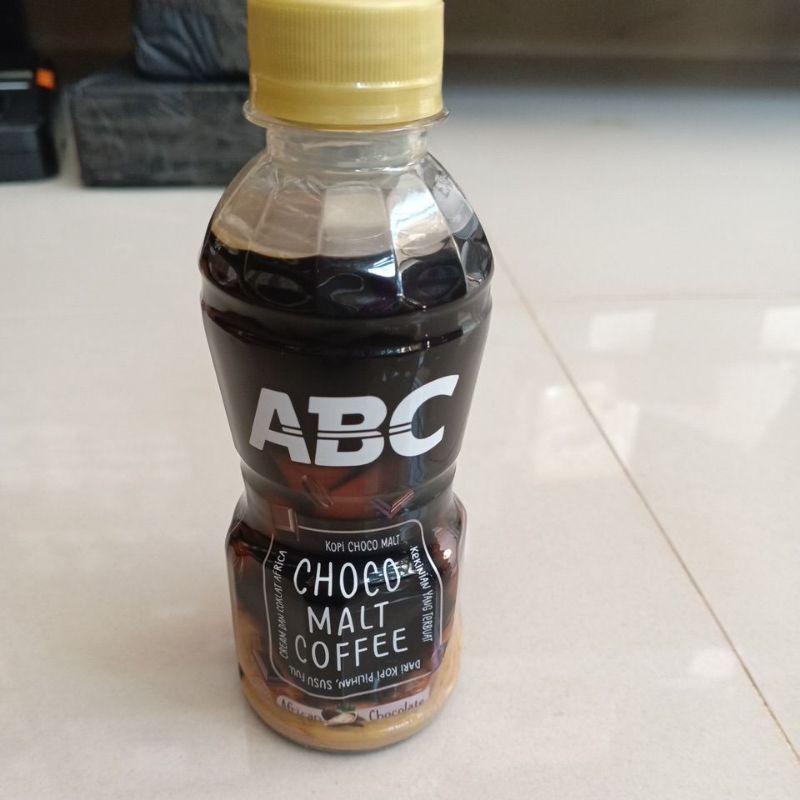 ABC
KOPI CHOCO MALT
KEKINIAN YANG TERBUAT
DARI KOPI PILIHAN, SUSU FULL
CREAM DAN COKLAT AFRICA
CHOCO
MALT
COFFEE
African Chocolate